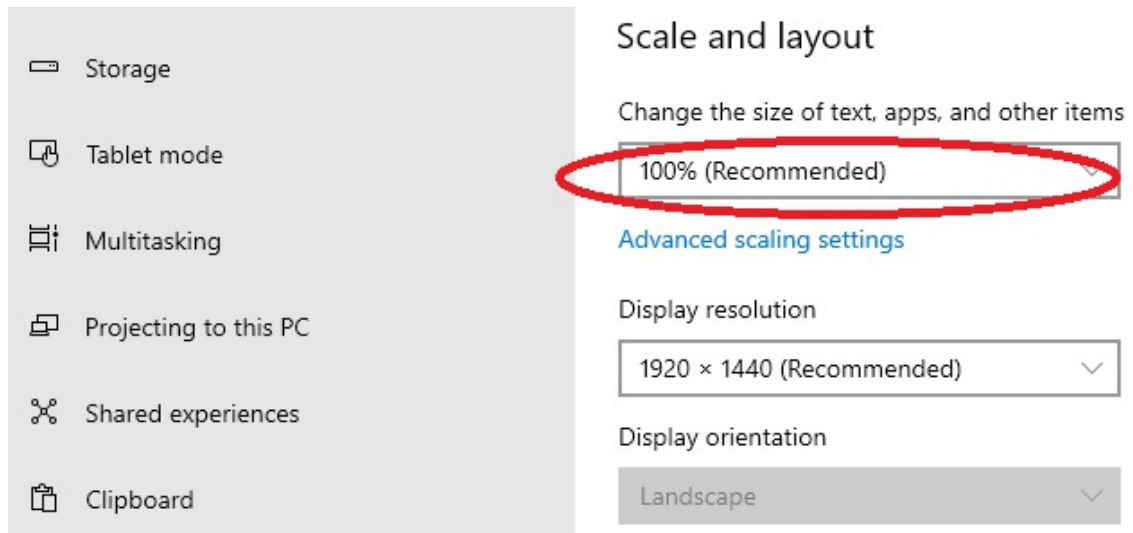 Storage
Tablet mode
Multitasking
Projecting to this PC
Shared experiences
Clipboard
Scale and layout
Change the size of text, apps, and other items
100% (Recommended)
Advanced scaling settings
Display resolution
1920 × 1440 (Recommended)
Display orientation
Landscape